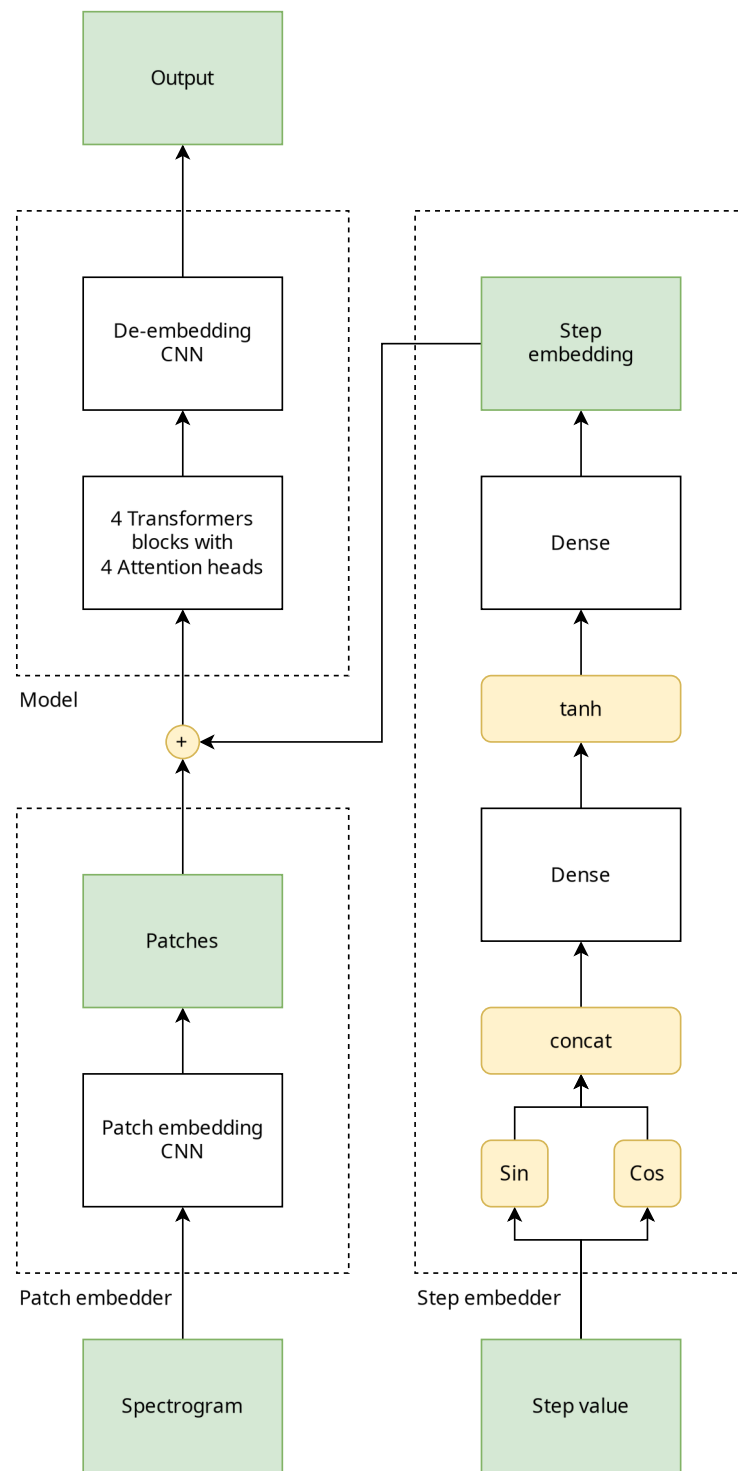 Output
De-embedding
CNN
4 Transformers
blocks with
4 Attention heads
Model
+
Patches
Patch embedding
CNN
Patch embedder
Spectrogram
Step
embedding
Dense
tanh
Dense
concat
Sin
Cos
Step embedder
Step value